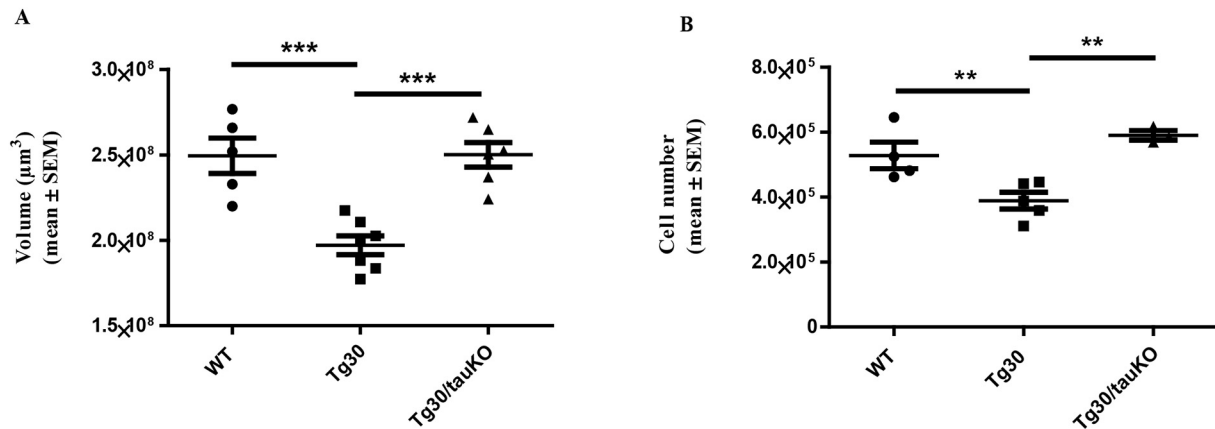 A
***
***
3.0×10⁸
2.5×10⁸
2.0×10⁸
1.5×10⁸
Volume (µm³)
(mean ± SEM)
WT
Tg30
Tg30/tauKO
B
**
**
8.0×10⁵
6.0×10⁵
4.0×10⁵
2.0×10⁵
0
Cell number
(mean ± SEM)
WT
Tg30
Tg30/tauKO